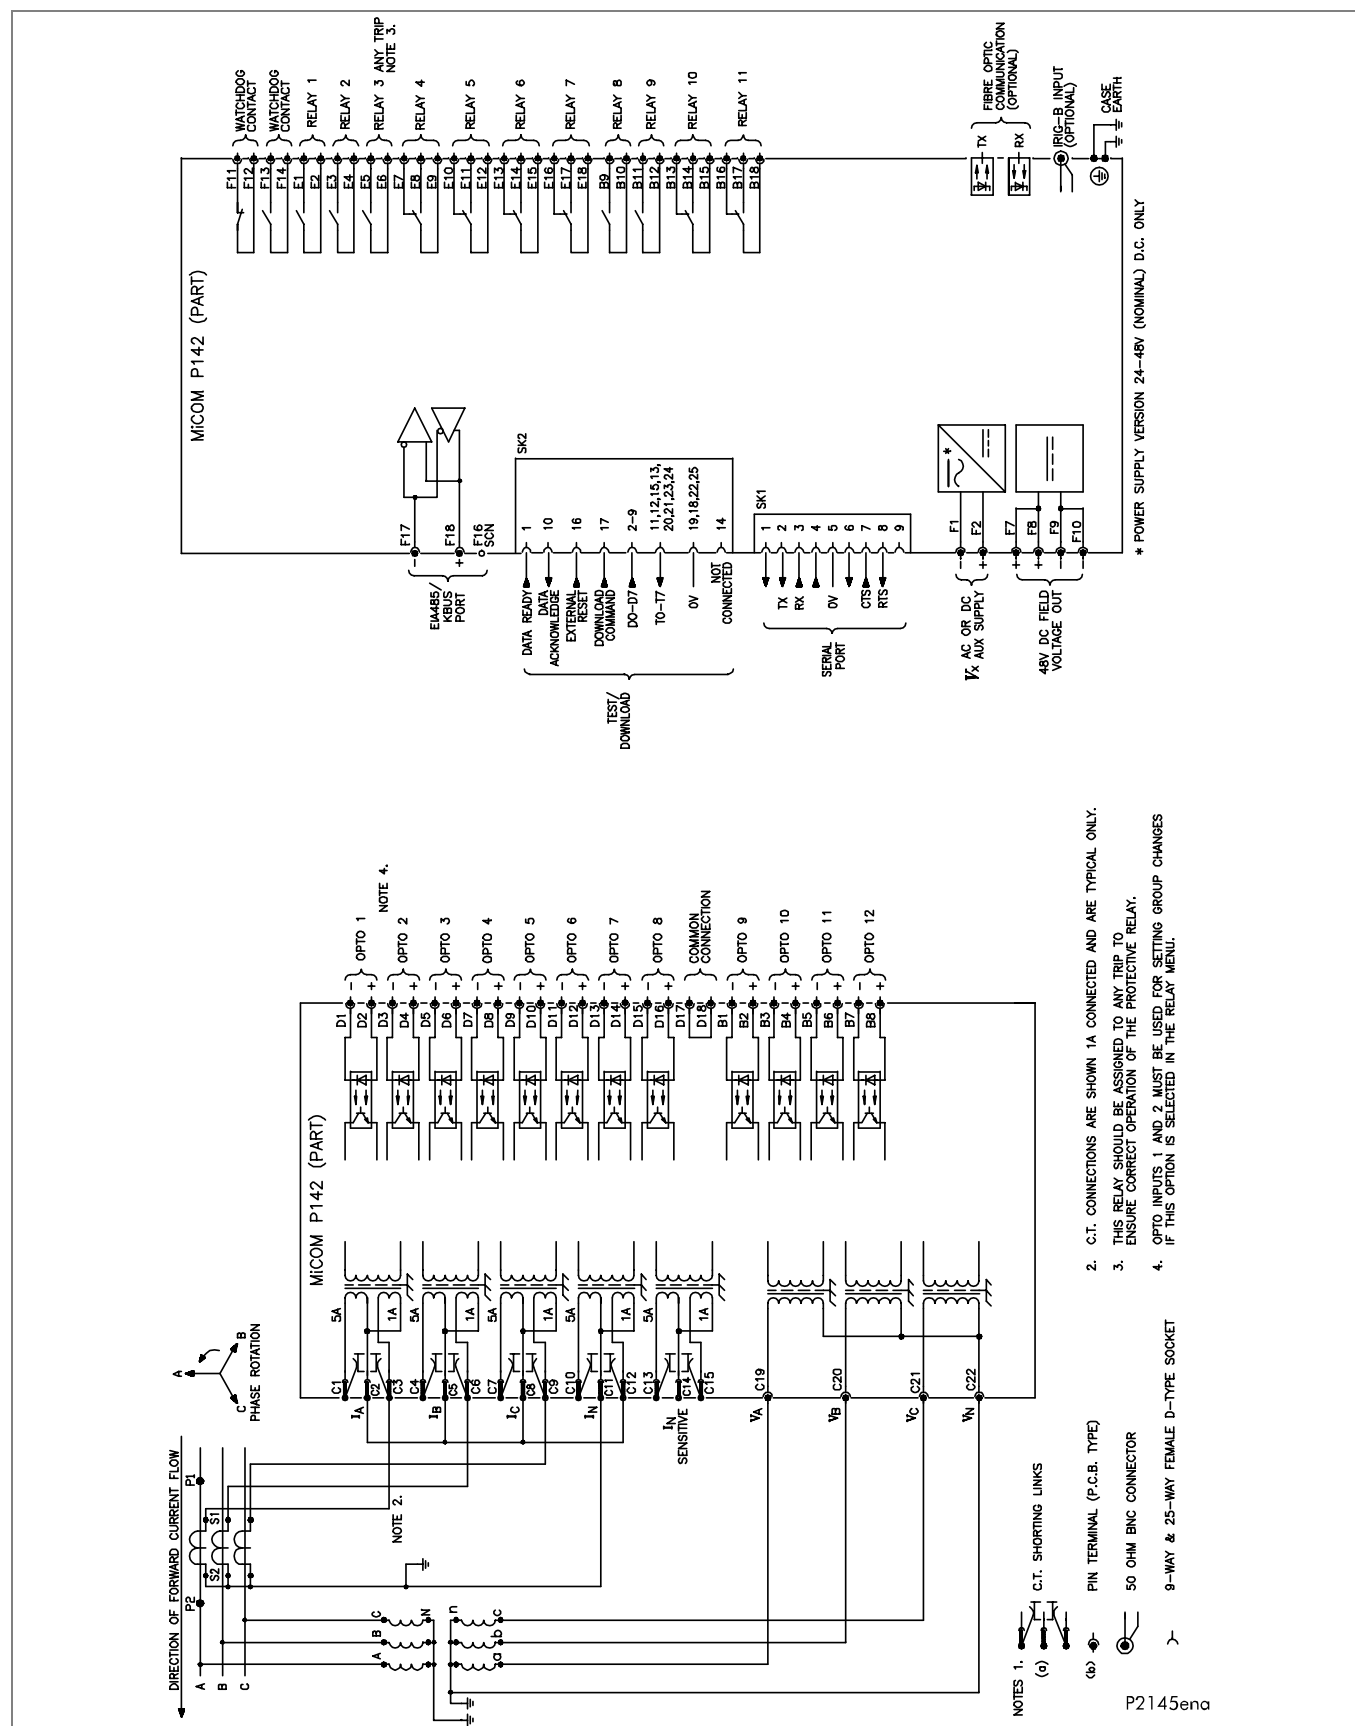 MiCOM P142 (PART)
F11
F12
F13
F14
E1
E2
E3
E4
E5
E6
E7
E8
E9
E10
E11
E12
E13
E14
E15
E16
E17
E18
B9
B10
B11
B12
B13
B14
B15
B16
B17
B18
WATCHDOG
CONTACT
WATCHDOG
CONTACT
RELAY 1
RELAY 2
RELAY 3 ANY TRIP
NOTE 3.
RELAY 4
RELAY 5
RELAY 6
RELAY 7
RELAY 8
RELAY 9
RELAY 10
RELAY 11
FIBRE OPTIC
COMMUNICATION
(OPTIONAL)
TX
RX
IRIG-B INPUT
(OPTIONAL)
CASE
EARTH
F17
F18
F16
SCN
-
+
EIA485/
KBUS
PORT
SK2
1
10
16
17
2-9
11,12,15,13,
20,21,23,24
19,18,22,25
14
DATA READY
DATA
ACKNOWLEDGE
EXTERNAL
RESET
DOWNLOAD
COMMAND
DO-D7
TO-T7
OV
NOT
CONNECTED
TEST/
DOWNLOAD
SK1
1
2
3
4
5
6
7
8
9
TX
RX
OV
CTS
RTS
SERIAL
PORT
*
F1
F2
F7
F8
F9
F10
-
+
+
+
-
-
Vx AC OR DC
AUX SUPPLY
48V DC FIELD
VOLTAGE OUT
* POWER SUPPLY VERSION 24-48V (NOMINAL) D.C. ONLY
MiCOM P142 (PART)
D1
D2
D3
D4
D5
D6
D7
D8
D9
D10
D11
D12
D13
D14
D15
D16
D17
D18
B1
B2
B3
B4
B5
B6
B7
B8
-
+
-
+
-
+
-
+
-
+
-
+
-
+
-
+
-
+
-
+
-
+
-
+
OPTO 1
NOTE 4.
OPTO 2
OPTO 3
OPTO 4
OPTO 5
OPTO 6
OPTO 7
OPTO 8
COMMON
CONNECTION
OPTO 9
OPTO 10
OPTO 11
OPTO 12
5A
1A
5A
1A
5A
1A
5A
1A
5A
1A
C1
C2
C3
C4
C5
C6
C7
C8
C9
C10
C11
C12
C13
C14
C15
C19
C20
C21
C22
IA
IB
IC
IN
IN
SENSITIVE
VA
VB
VC
VN
A
B
C
PHASE ROTATION
DIRECTION OF FORWARD CURRENT FLOW
A
B
C
P2
P1
S2
S1
NOTE 2.
A
B
C
N
n
a
b
c
NOTES 1.
(a)
C.T. SHORTING LINKS
(b)
PIN TERMINAL (P.C.B. TYPE)
50 OHM BNC CONNECTOR
9-WAY & 25-WAY FEMALE D-TYPE SOCKET
2. C.T. CONNECTIONS ARE SHOWN 1A CONNECTED AND ARE TYPICAL ONLY.
3. THIS RELAY SHOULD BE ASSIGNED TO ANY TRIP TO
ENSURE CORRECT OPERATION OF THE PROTECTIVE RELAY.
4. OPTO INPUTS 1 AND 2 MUST BE USED FOR SETTING GROUP CHANGES
IF THIS OPTION IS SELECTED IN THE RELAY MENU.
P2145ena